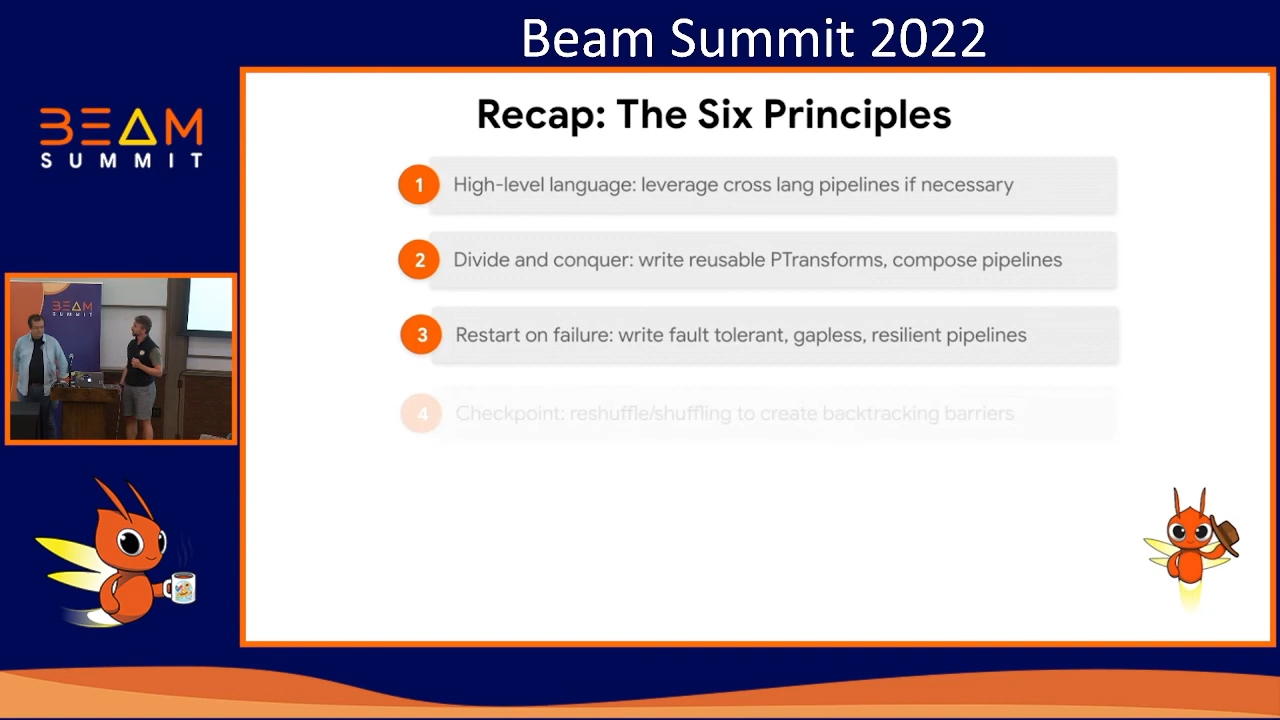 Beam Summit 2022
BEAM
SUMMIT
Recap: The Six Principles
1 High-level language: leverage cross lang pipelines if necessary
2 Divide and conquer: write reusable PTransforms, compose pipelines
3 Restart on failure: write fault tolerant, gapless, resilient pipelines
4 Checkpoint: reshuffle/shuffling to create backtracking barriers
BEAM
SUMMIT